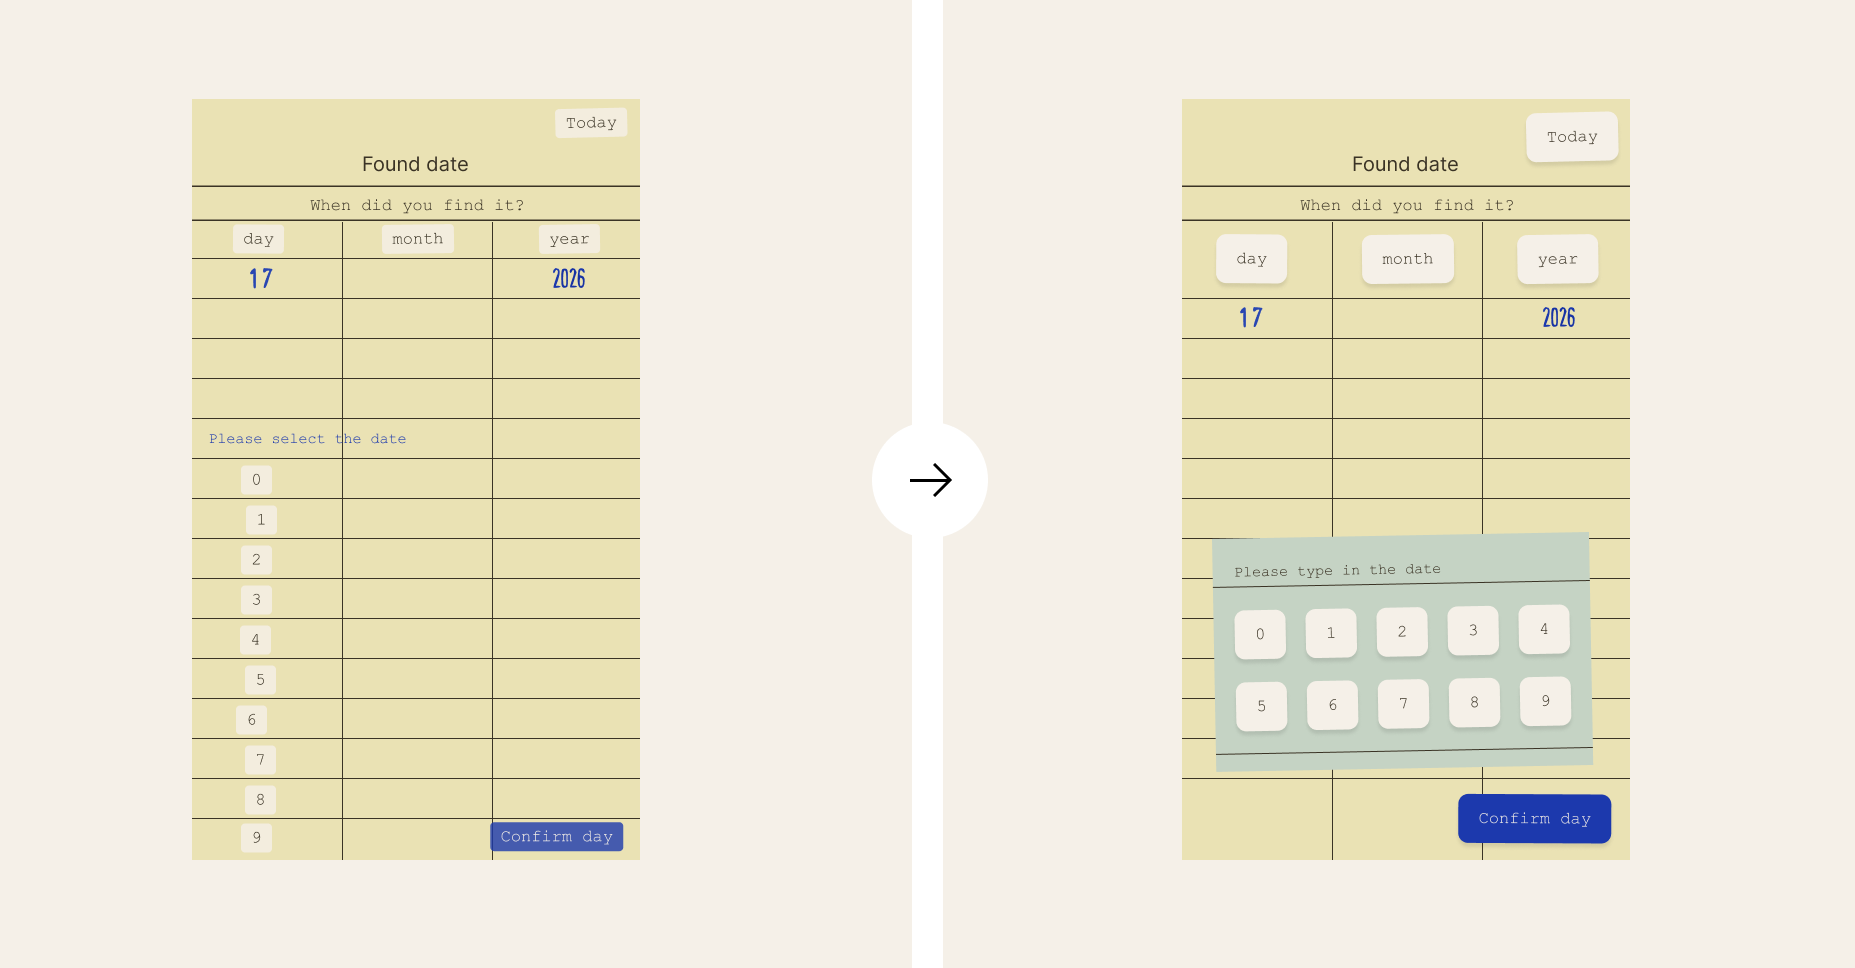 Today
Found date
When did you find it?
day month year
17 2026
Please select the date
0
1
2
3
4
5
6
7
8
9
Confirm day
Today
Found date
When did you find it?
day month year
17 2026
Please type in the date
0 1 2 3 4
5 6 7 8 9
Confirm day